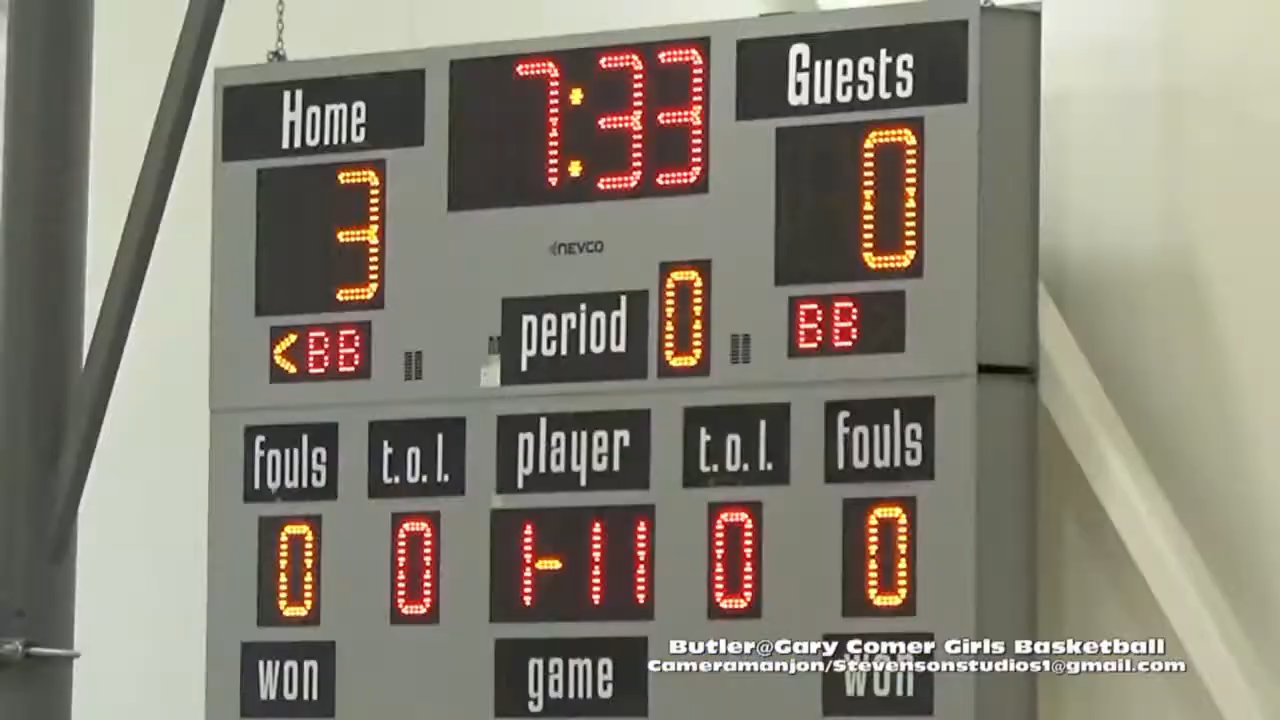 Home
7:33
Guests
3
0
NEVCO
<BB
period
0
BB
fouls
t.o.l.
player
t.o.l.
fouls
0
0
1-11
0
0
won
game
won
Butler@Gary Comer Girls Basketball
Cameramanjon/Stevensonstudios1@gmail.com